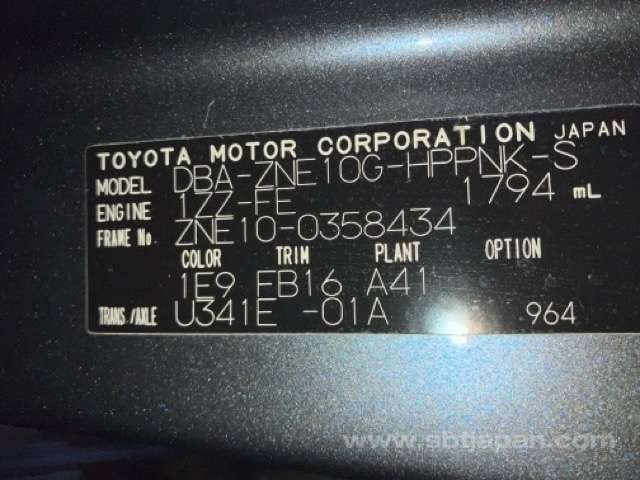 TOYOTA MOTOR CORPORATION JAPAN
MODEL DBA-ZNE10G-HPPNK-S
ENGINE 1ZZ-FE 1794 mL
FRAME No. ZNE10-0358434
COLOR TRIM PLANT OPTION
1E9 EB16 A41
TRANS./AXLE U341E -01A 964
www.sbtjapan.com